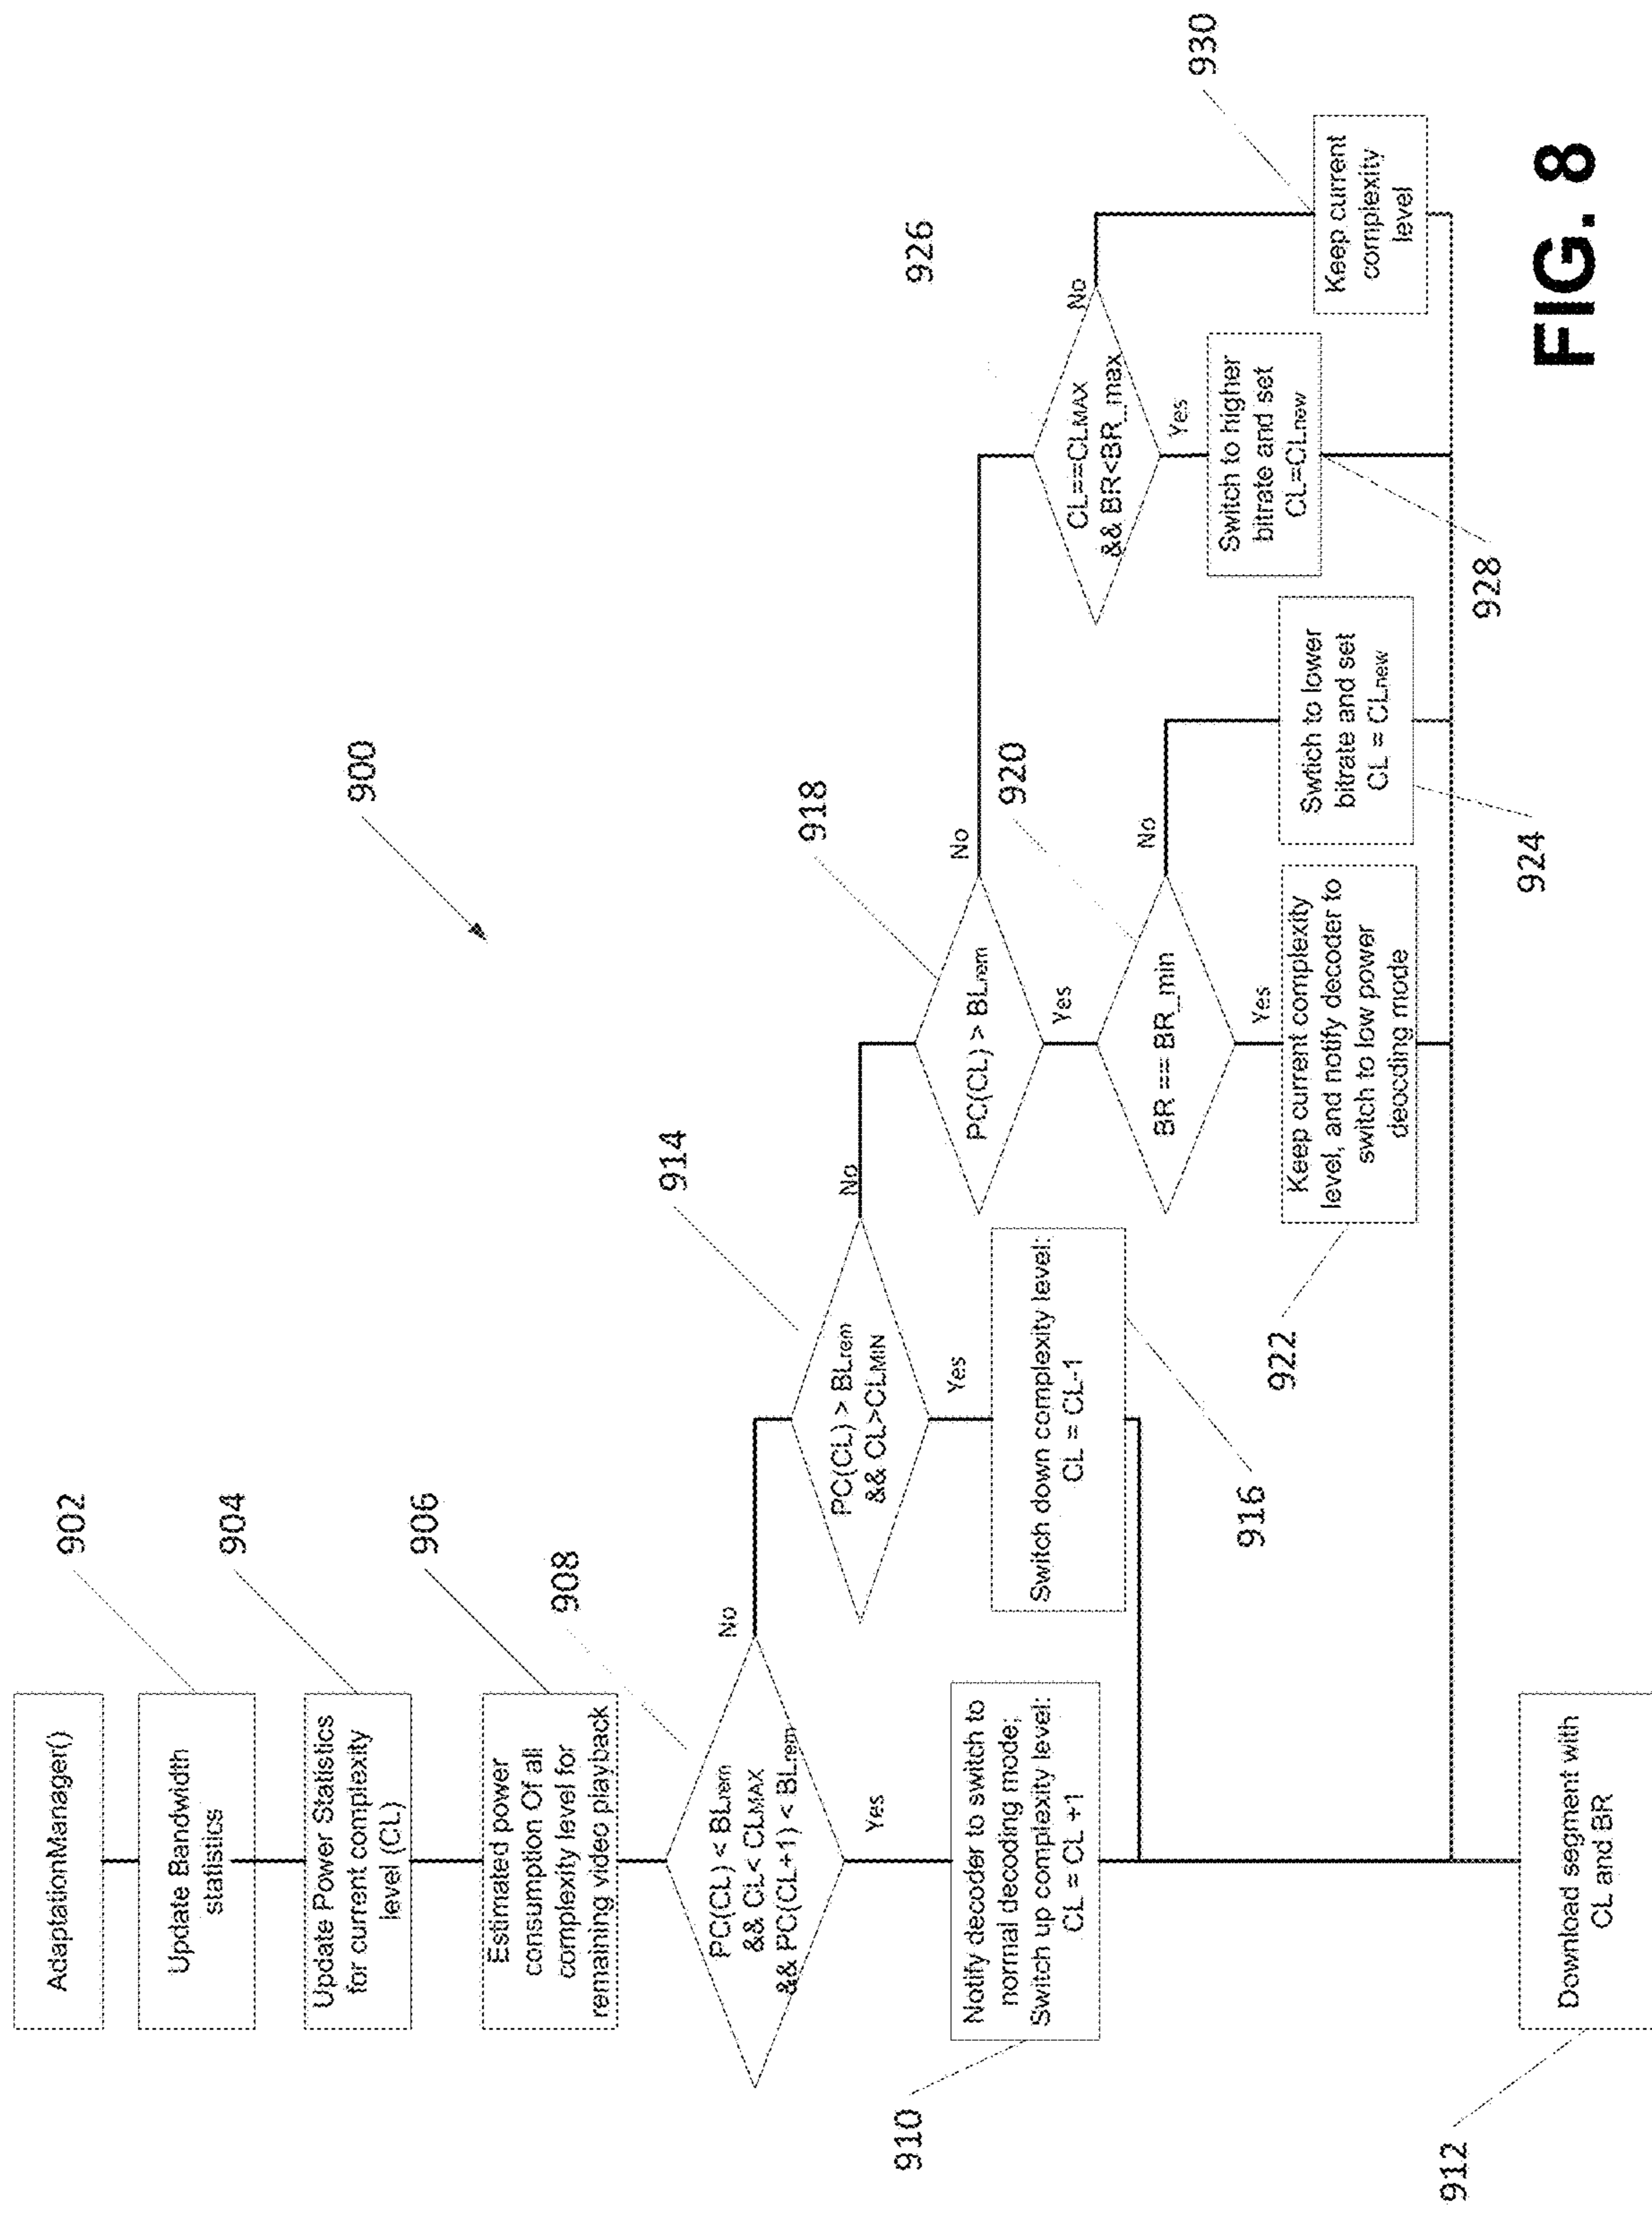 AdaptationManager()
902
Update Bandwidth
statistics
904
Update Power Statistics
for current complexity
level (CL)
906
Estimated power
consumption Of all
complexity level for
remaining video playback
900
908
PC(CL) < BLrem
&& CL< CLMAX
&& PC(CL+1) < BLrem
No
Yes
910
Notify decoder to switch to
normal decoding mode;
Switch up complexity level:
CL = CL +1
914
PC(CL) > BLrem
&& CL>CLMIN
No
Yes
Switch down complexity level:
CL = CL-1
916
918
PC(CL) > BLrem
No
Yes
920
BR == BR_min
No
Yes
922
Keep current complexity
level, and notify decoder to
switch to low power
deocding mode
Swtich to lower
bitrate and set
CL = CLnew
924
926
CL==CLMAX
&& BR<BR_max
No
Yes
Switch to higher
bitrate and set
CL=CLnew
928
930
Keep current
complexity
level
912
Download segment with
CL and BR
FIG. 8